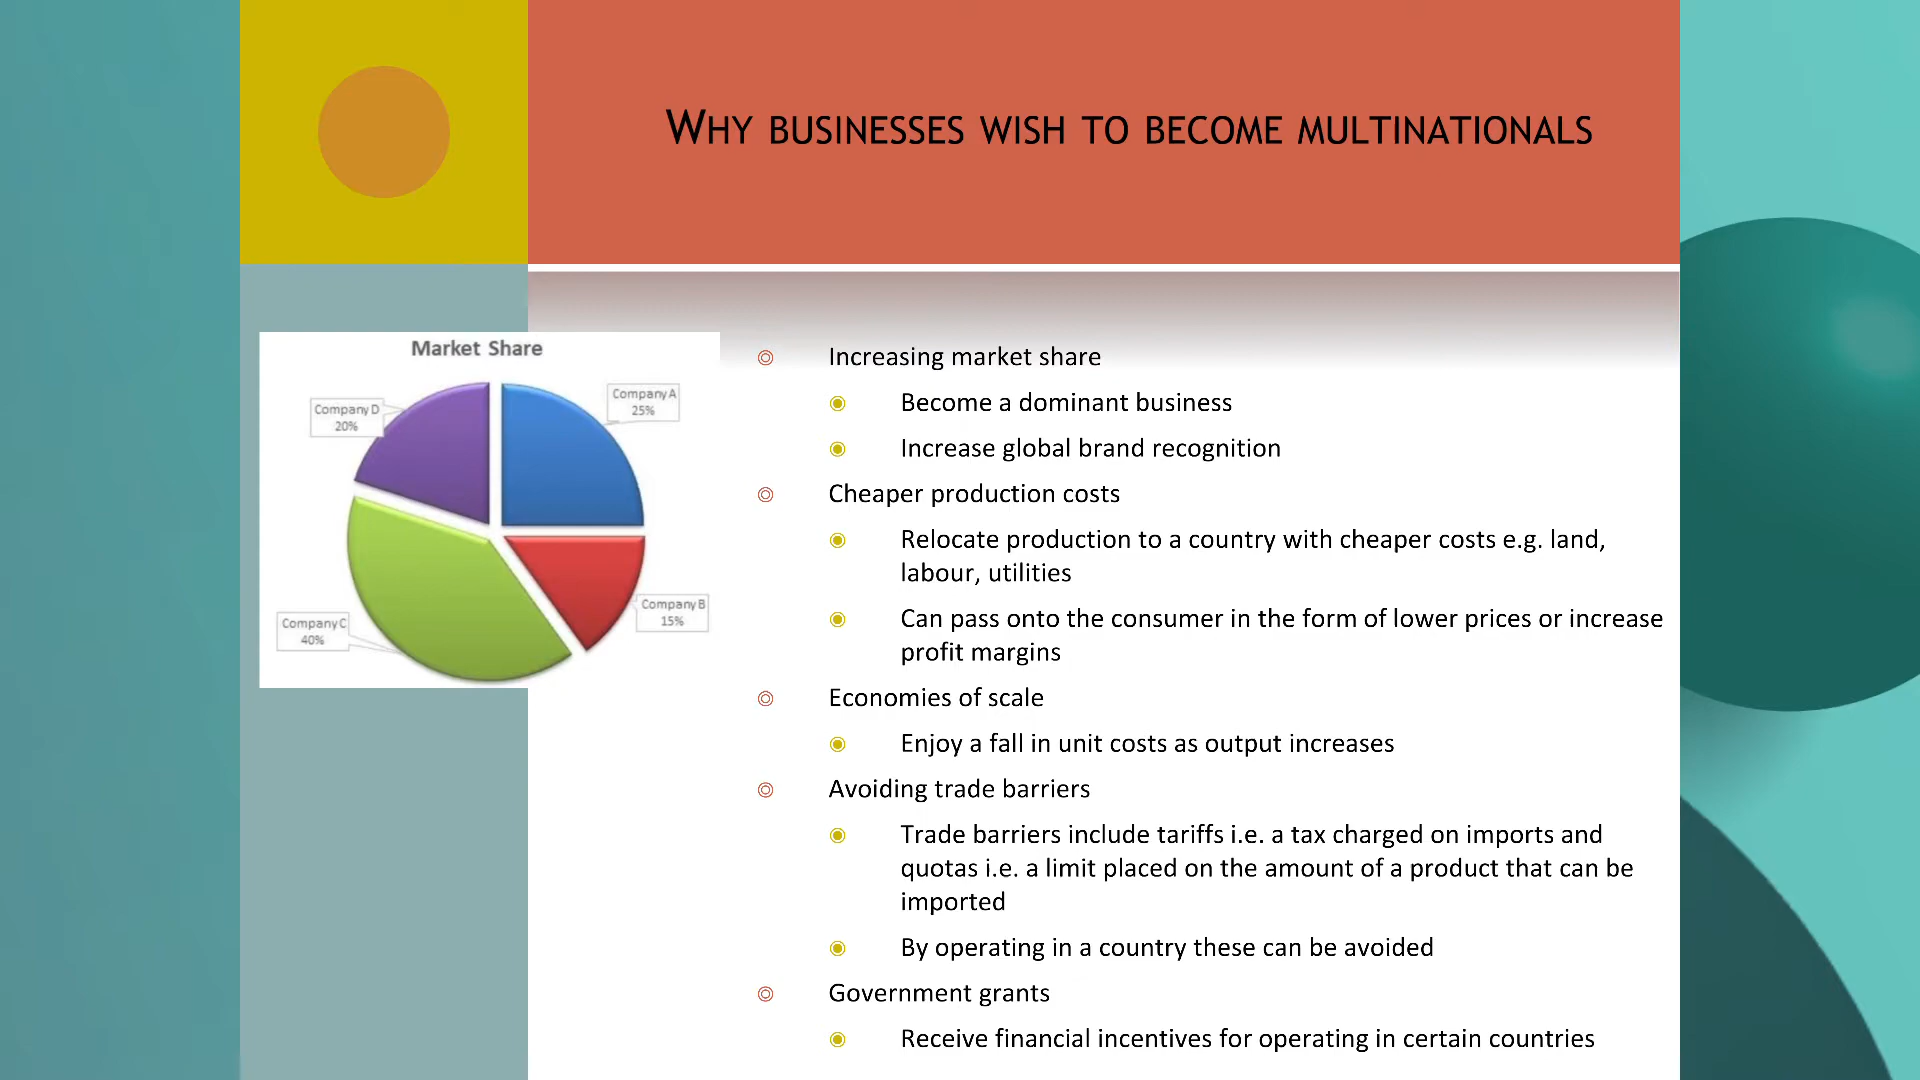 Why businesses wish to become multinationals
Market Share
Company D
20%
Company A
25%
Company B
15%
Company C
40%
Increasing market share
Become a dominant business
Increase global brand recognition
Cheaper production costs
Relocate production to a country with cheaper costs e.g. land,
labour, utilities
Can pass onto the consumer in the form of lower prices or increase
profit margins
Economies of scale
Enjoy a fall in unit costs as output increases
Avoiding trade barriers
Trade barriers include tariffs i.e. a tax charged on imports and
quotas i.e. a limit placed on the amount of a product that can be
imported
By operating in a country these can be avoided
Government grants
Receive financial incentives for operating in certain countries